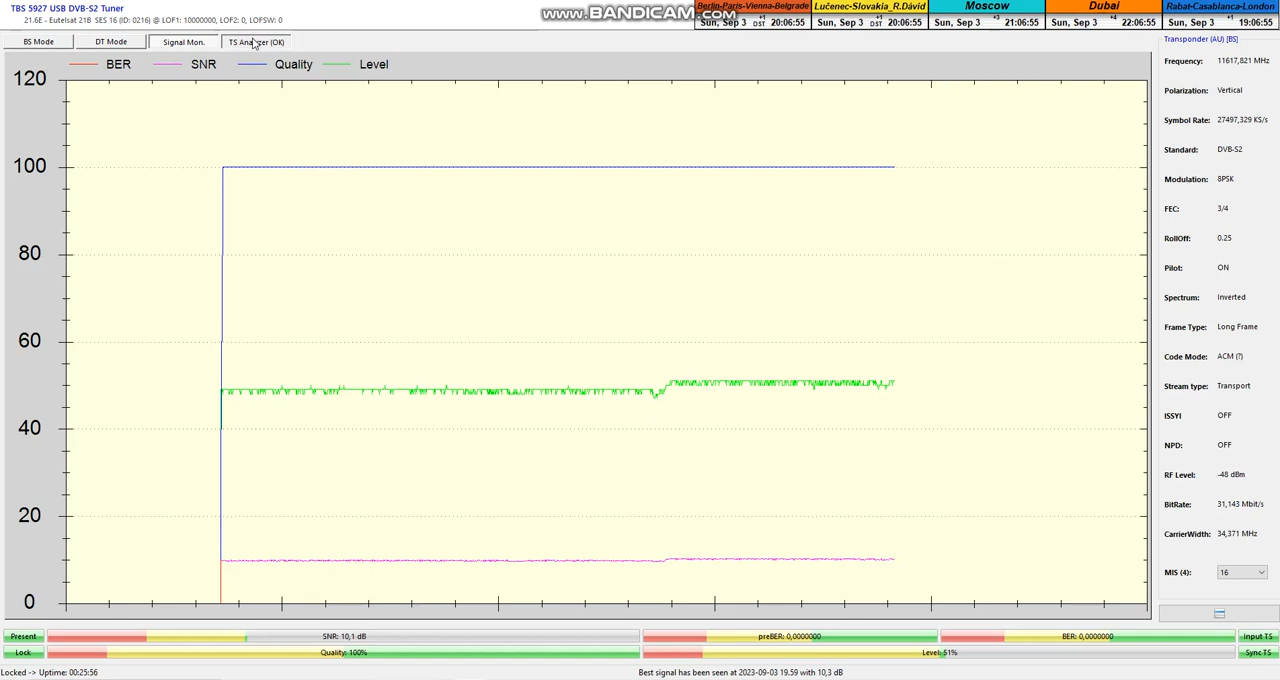 TBS 5927 USB DVB-S2 Tuner
21.6E - Eutelsat 21B SES 16 (ID: 0216) @ LOF1: 10000000, LOF2: 0, LOFSW: 0
www.BANDICAM.com
Berlin-Paris-Vienna-Belgrade
Sun, Sep 3 +1 DST 20:06:55
Lučenec-Slovakia_R.Dávid
Sun, Sep 3 +1 DST 20:06:55
Moscow
Sun, Sep 3 +3 21:06:55
Dubai
Sun, Sep 3 +4 22:06:55
Rabat-Casablanca-London
Sun, Sep 3 +1 19:06:55
BS Mode
DT Mode
Signal Mon.
TS Analyzer (OK)
BER SNR Quality Level
120
100
80
60
40
20
0
Transponder (AU) [BS]
Frequency: 11617,821 MHz
Polarization: Vertical
Symbol Rate: 27497,329 KS/s
Standard: DVB-S2
Modulation: 8PSK
FEC: 3/4
RollOff: 0.25
Pilot: ON
Spectrum: Inverted
Frame Type: Long Frame
Code Mode: ACM (?)
Stream type: Transport
ISSYI OFF
NPD: OFF
RF Level: -48 dBm
BitRate: 31,143 Mbit/s
CarrierWidth: 34,371 MHz
MIS (4): 16
Present SNR: 10,1 dB preBER: 0,0000000 BER: 0,0000000 Input TS
Lock Quality: 100% Level: 51% Sync TS
Locked -> Uptime: 00:25:56
Best signal has been seen at 2023-09-03 19.59 with 10,3 dB